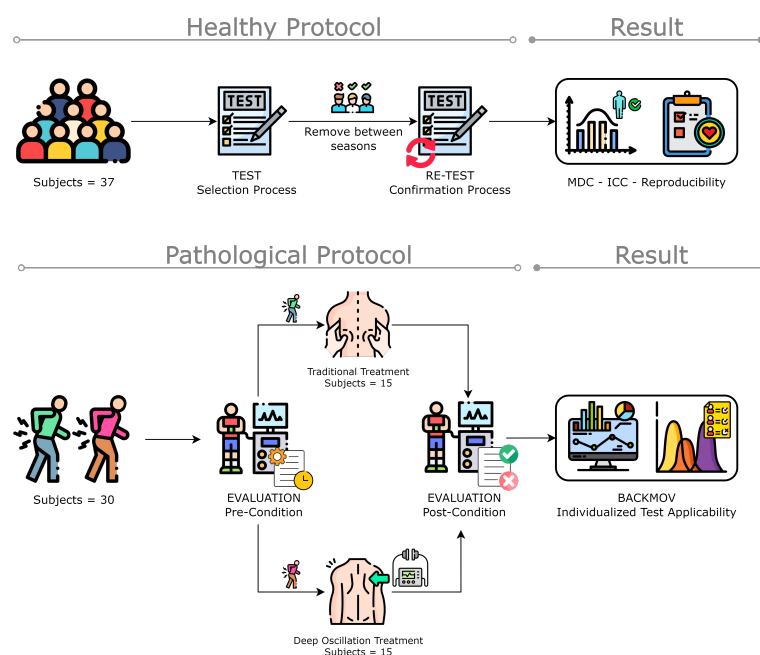 Healthy Protocol
Result
TEST
TEST
Remove between
seasons
Subjects = 37
TEST
Selection Process
RE-TEST
Confirmation Process
MDC - ICC - Reproducibility
Pathological Protocol
Result
Traditional Treatment
Subjects = 15
Subjects = 30
EVALUATION
Pre-Condition
EVALUATION
Post-Condition
BACKMOV
Individualized Test Applicability
Deep Oscillation Treatment
Subjects = 15